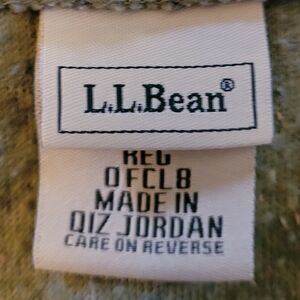 L.L.Bean®
REG
0FCL8
MADE IN
QIZ JORDAN
CARE ON REVERSE